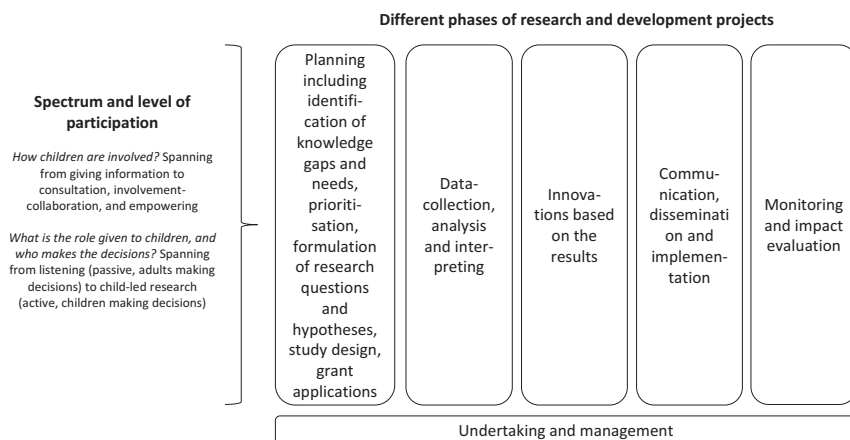 Different phases of research and development projects
Spectrum and level of
participation
How children are involved? Spanning
from giving information to
consultation, involvement-
collaboration, and empowering
What is the role given to children, and
who makes the decisions? Spanning
from listening (passive, adults making
decisions) to child-led research
(active, children making decisions)
Planning
including
identifi-
cation of
knowledge
gaps and
needs,
prioriti-
sation,
formulation
of research
questions
and
hypotheses,
study design,
grant
applications
Data-
collection,
analysis
and inter-
preting
Innova-
tions based
on the
results
Commu-
nication,
disseminati
on and
implemen-
tation
Monitoring
and impact
evaluation
Undertaking and management